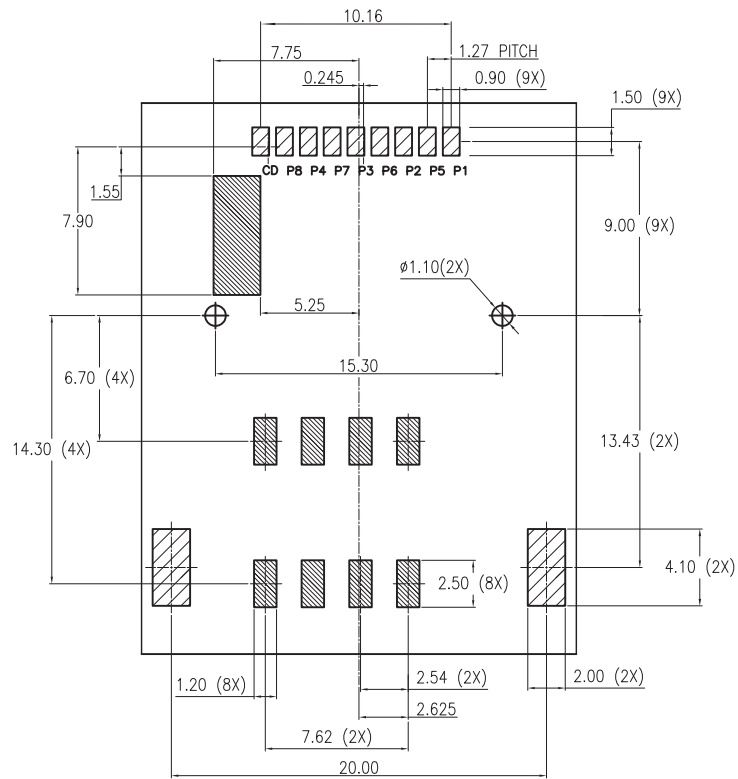 10.16
7.75
1.27 PITCH
0.245
0.90 (9X)
1.50 (9X)
CD P8 P4 P7 P3 P6 P2 P5 P1
1.55
7.90
9.00 (9X)
ø1.10(2X)
5.25
15.30
6.70 (4X)
14.30 (4X)
13.43 (2X)
2.50 (8X)
4.10 (2X)
1.20 (8X)
2.54 (2X)
2.00 (2X)
2.625
7.62 (2X)
20.00